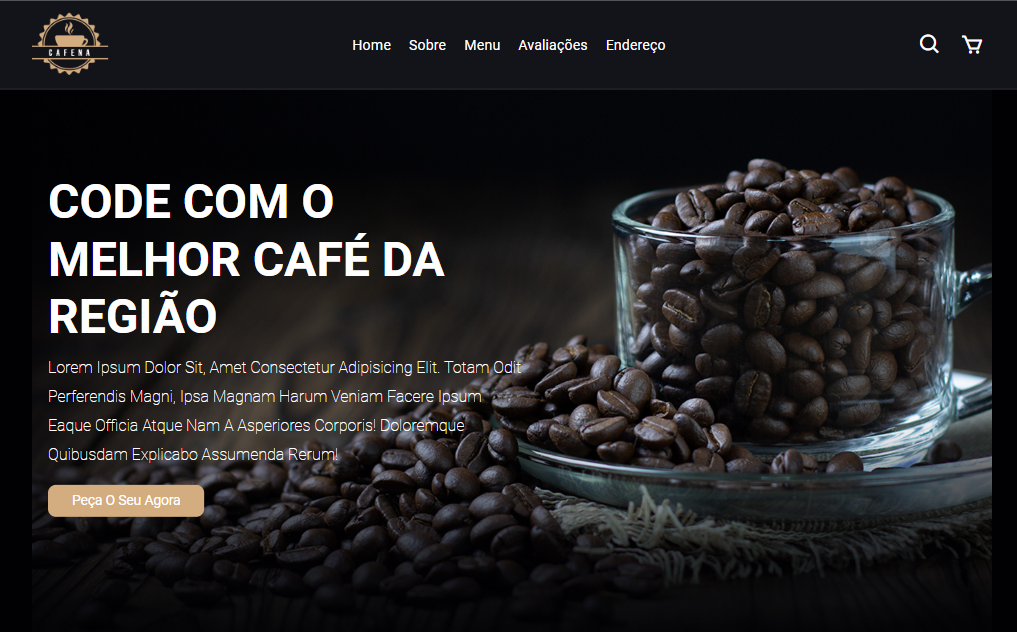 CAFENA
Home Sobre Menu Avaliações Endereço
CODE COM O
MELHOR CAFÉ DA
REGIÃO
Lorem Ipsum Dolor Sit, Amet Consectetur Adipisicing Elit. Totam Odit
Perferendis Magni, Ipsa Magnam Harum Veniam Facere Ipsum
Eaque Officia Atque Nam A Asperiores Corporis! Doloremque
Quibusdam Explicabo Assumenda Rerum!
Peça O Seu Agora